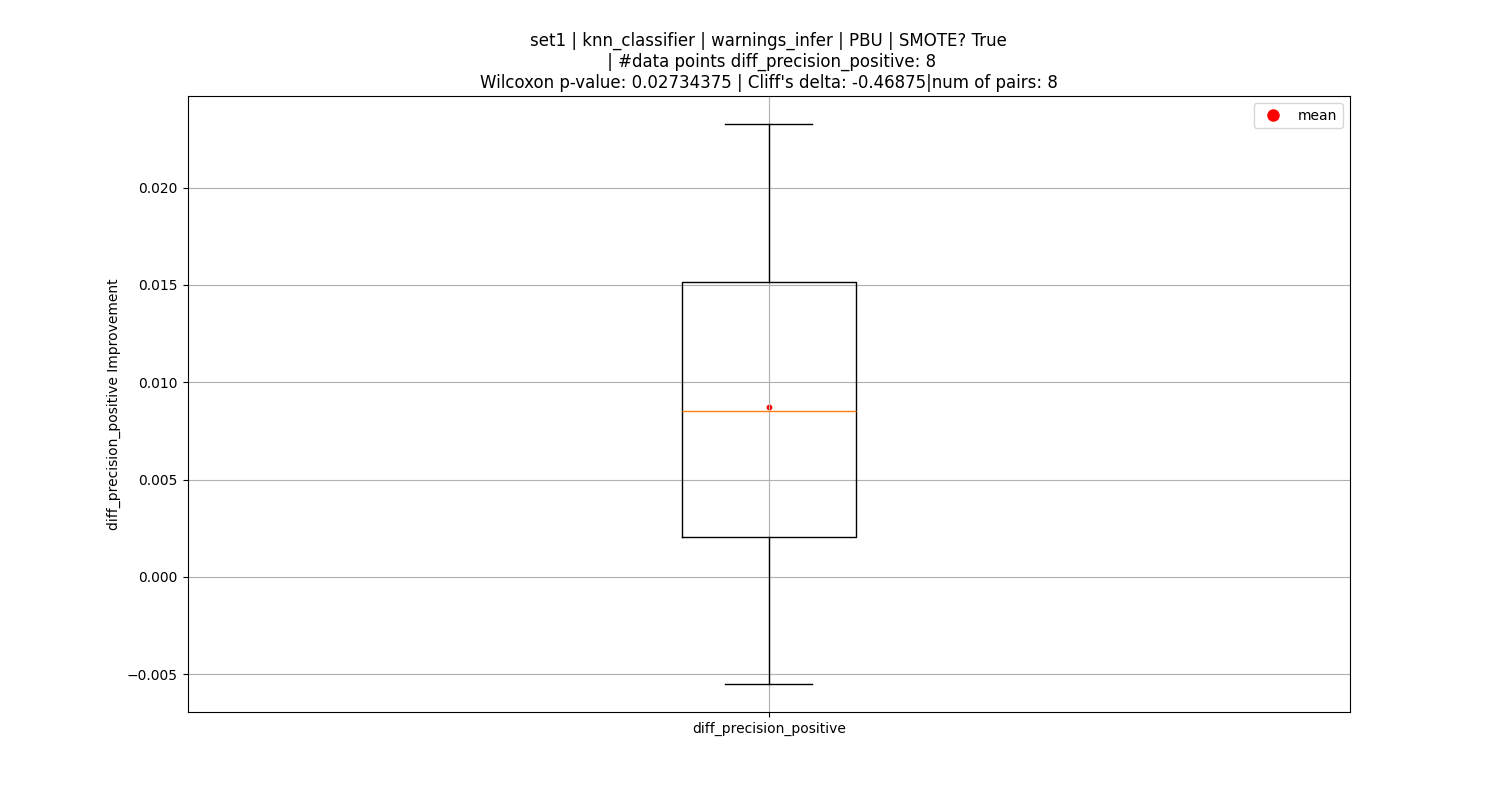 set1 | knn_classifier | warnings_infer | PBU | SMOTE? True
| #data points diff_precision_positive: 8
Wilcoxon p-value: 0.02734375 | Cliff's delta: -0.46875|num of pairs: 8
mean
0.020
0.015
0.010
0.005
0.000
−0.005
diff_precision_positive Improvement
diff_precision_positive